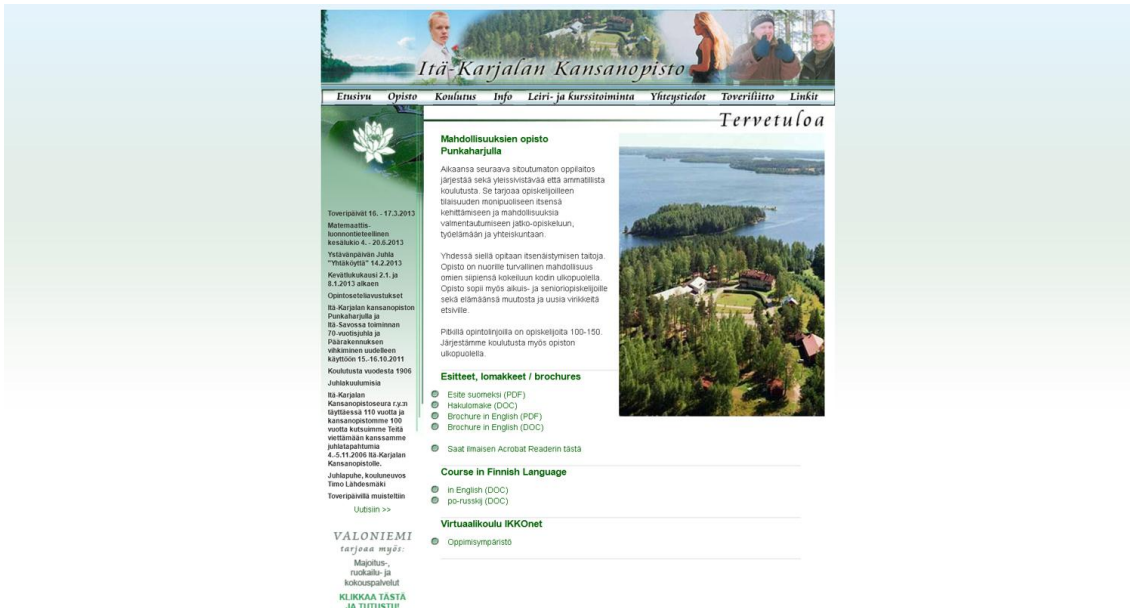 Itä-Karjalan Kansanopisto
Etusivu Opisto Koulutus Info Leiri- ja kurssitoiminta Yhteystiedot Toveriliitto Linkit
Tervetuloa
Toveripäivät 16. - 17.3.2013
Matemaattis-
luonnontieteellinen
kesälukio 4. - 20.6.2013
Ystävänpäivän Juhla
"Yhtäköyttä" 14.2.2013
Kevätlukukausi 2.1. ja
8.1.2013 alkaen
Opintoseteliavustukset
Itä-Karjalan kansanopiston
Punkaharjulla ja
Itä-Savossa toiminnan
70-vuotisjuhla ja
Päärakennuksen
vihkiminen uudelleen
käyttöön 15.-16.10.2011
Koulutusta vuodesta 1906
Juhlakuulumisia
Itä-Karjalan
Kansanopistoseura r.y.:n
täyttäessä 110 vuotta ja
kansanopistomme 100
vuotta kutsuimme Teitä
viettämään kanssamme
juhlatapahtumia
4.-5.11.2006 Itä-Karjalan
Kansanopistolle.
Juhlapuhe, kouluneuvos
Timo Lähdesmäki
Toveripäivillä muisteltiin
Uutisiin >>
VALONIEMI
tarjoaa myös:
Majoitus-,
ruokailu- ja
kokouspalvelut
KLIKKAA TÄSTÄ
JA TUTUSTU!
Mahdollisuuksien opisto
Punkaharjulla
Aikaansa seuraava sitoutumaton oppilaitos
järjestää sekä yleissivistävää että ammatillista
koulutusta. Se tarjoaa opiskelijoilleen
tilaisuuden monipuoliseen itsensä
kehittämiseen ja mahdollisuuksia
valmentautumiseen jatko-opiskeluun,
työelämään ja yhteiskuntaan.
Yhdessä siellä opitaan itsenäistymisen taitoja.
Opisto on nuorille turvallinen mahdollisuus
omien siipiensä kokeiluun kodin ulkopuolella.
Opisto sopii myös aikuis- ja senioriopiskelijoille
sekä elämäänsä muutosta ja uusia virikkeitä
etsiville.
Pitkillä opintolinjoilla on opiskelijoita 100-150.
Järjestämme koulutusta myös opiston
ulkopuolella.
Esitteet, lomakkeet / brochures
Esite suomeksi (PDF)
Hakulomake (DOC)
Brochure in English (PDF)
Brochure in English (DOC)
Saat ilmaisen Acrobat Readerin tästä
Course in Finnish Language
in English (DOC)
po-russkij (DOC)
Virtuaalikoulu IKKOnet
Oppimisympäristö